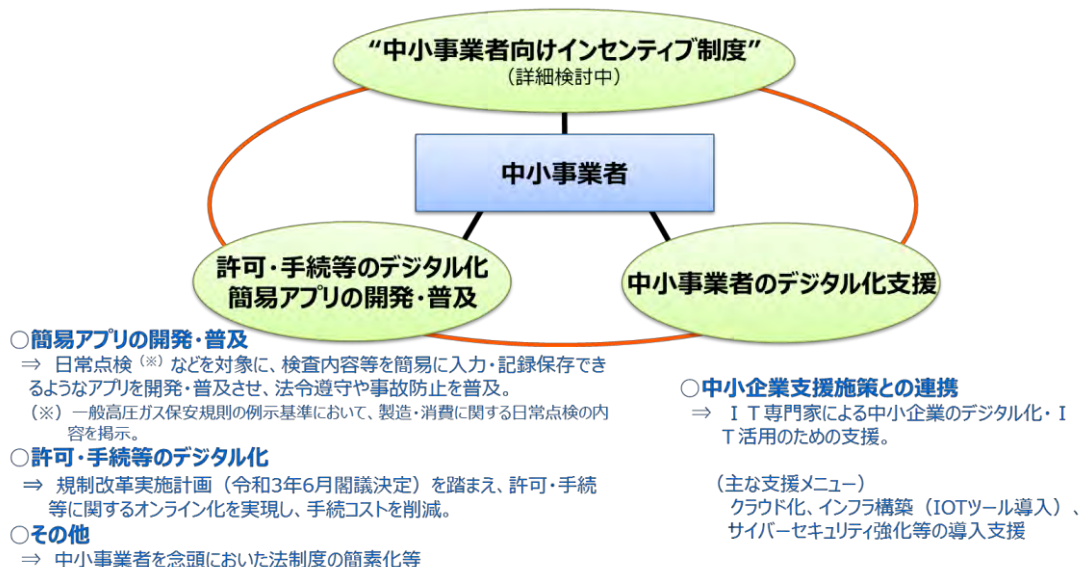 “中小事業者向けインセンティブ制度”
（詳細検討中）
中小事業者
許可・手続等のデジタル化
簡易アプリの開発・普及
中小事業者のデジタル化支援
○簡易アプリの開発・普及
⇒ 日常点検（※）などを対象に、検査内容等を簡易に入力・記録保存でき
るようなアプリを開発・普及させ、法令遵守や事故防止を普及。
（※）一般高圧ガス保安規則の例示基準において、製造・消費に関する日常点検の内
容を掲示。
○許可・手続等のデジタル化
⇒ 規制改革実施計画（令和3年6月閣議決定）を踏まえ、許可・手続
等に関するオンライン化を実現し、手続コストを削減。
○その他
⇒ 中小事業者を念頭においた法制度の簡素化等
○中小企業支援施策との連携
⇒ ＩＴ専門家による中小企業のデジタル化・Ｉ
Ｔ活用のための支援。
（主な支援メニュー）
クラウド化、インフラ構築（IOTツール導入）、
サイバーセキュリティ強化等の導入支援